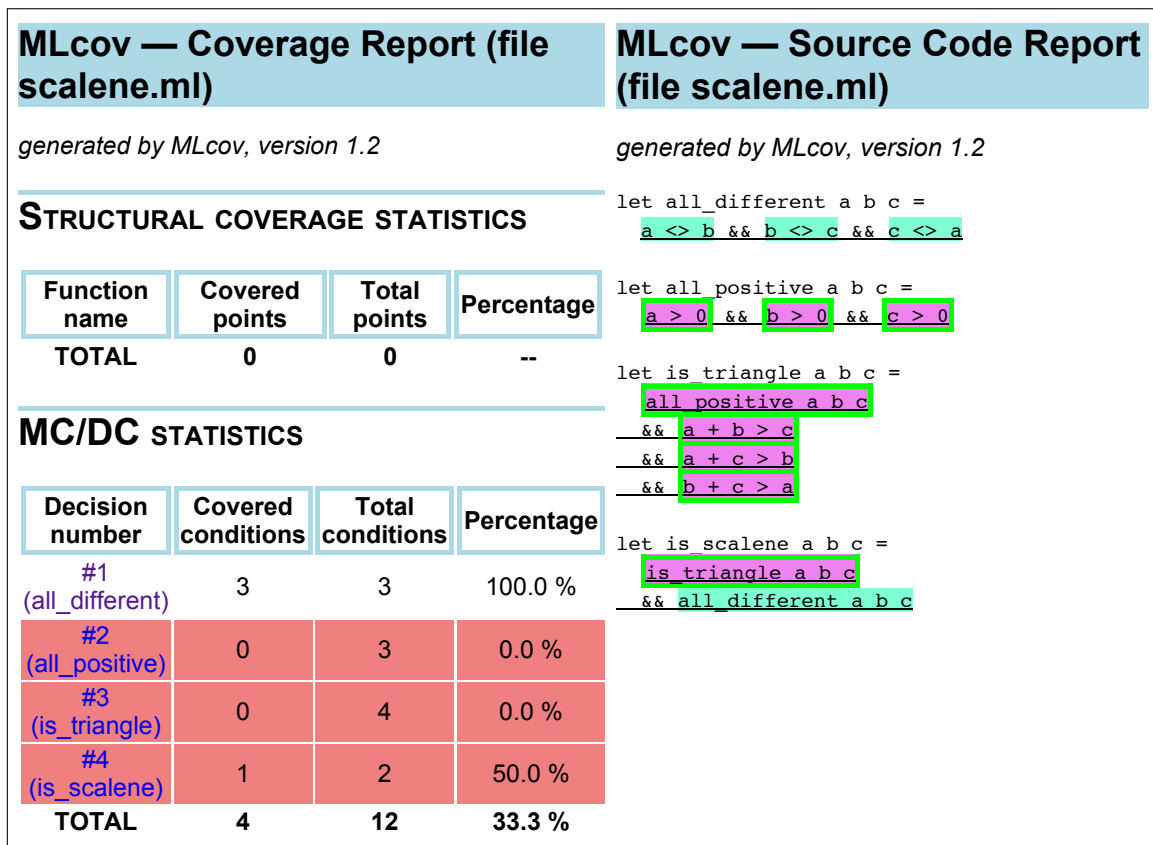 MLcov — Coverage Report (file
scalene.ml)
generated by MLcov, version 1.2
STRUCTURAL COVERAGE STATISTICS
Function name Covered points Total points Percentage
TOTAL 0 0 --
MC/DC STATISTICS
Decision number Covered conditions Total conditions Percentage
#1 (all_different) 3 3 100.0 %
#2 (all_positive) 0 3 0.0 %
#3 (is_triangle) 0 4 0.0 %
#4 (is_scalene) 1 2 50.0 %
TOTAL 4 12 33.3 %
MLcov — Source Code Report
(file scalene.ml)
generated by MLcov, version 1.2
let all_different a b c =
a <> b && b <> c && c <> a
let all_positive a b c =
a > 0 && b > 0 && c > 0
let is_triangle a b c =
all_positive a b c
&& a + b > c
&& a + c > b
&& b + c > a
let is_scalene a b c =
is_triangle a b c
&& all_different a b c